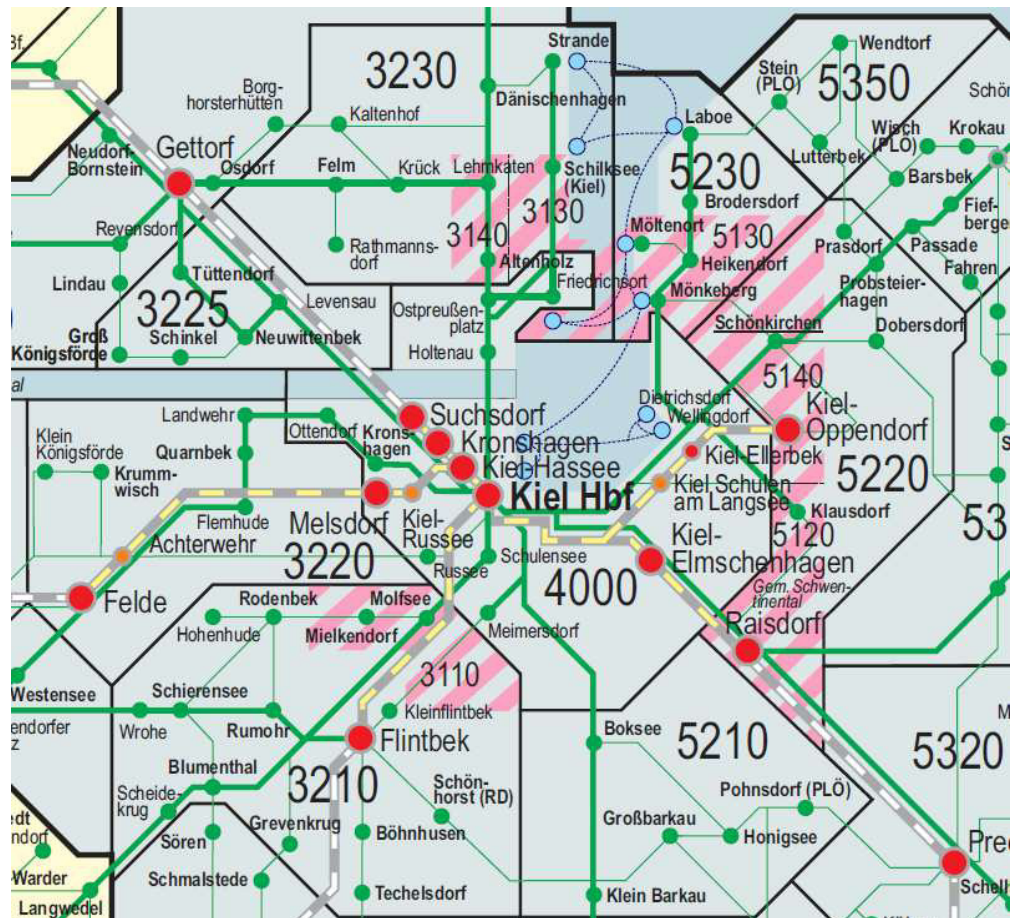 Bf.
Strande
Wendtorf
3230
Stein
(PLÖ)
5350
Borg-
horsterhütten
Dänischenhagen
Kaltenhof
Laboe
Wisch
(PLÖ)
Krokau
Gettorf
Neudorf-
Bornstein
Osdorf
Felm
Krück
Lehmkaten
Schilksee
(Kiel)
5230
Lutterbek
Barsbek
3130
Brodersdorf
Fief-
bergen
Revensdorf
Rathmanns-
dorf
3140
Möltenort
5130
Prasdorf
Passade
Altenholz
Heikendorf
Fahren
Lindau
Tüttendorf
Levensau
Friedrichsort
Mönkeberg
Probsteier-
hagen
3225
Ostpreußen-
platz
Schönkirchen
Dobersdorf
Groß
Königsförde
Schinkel
Neuwittenbek
Holtenau
5140
Dietrichsdorf
Wellingdorf
Kiel-
Oppendorf
Landwehr
Ottendorf
Suchsdorf
Krons-
hagen
Kronshagen
Kiel-Hassee
Kiel-Ellerbek
Klein
Königsförde
Krumm-
wisch
Quarnbek
Kiel Hbf
Kiel Schulen
am Langsee
5220
Melsdorf
Flemhude
Kiel-
Russee
Klausdorf
53
Achterwehr
3220
Russee
Schulensee
Kiel-
Elmschenhagen
5120
4000
Gem. Schwen-
tinental
Felde
Rodenbek
Molfsee
Hohenhude
Mielkendorf
Meimersdorf
Raisdorf
3110
Westensee
Schierensee
Kleinflintbek
Wrohe
Rumohr
Flintbek
Boksee
5210
5320
Blumenthal
3210
Schön-
horst (RD)
Pohnsdorf (PLÖ)
Scheide-
krug
Grevenkrug
Großbarkau
Sören
Böhnhusen
Honigsee
Warder
Schmalstede
Techelsdorf
Klein Barkau
Langwedel